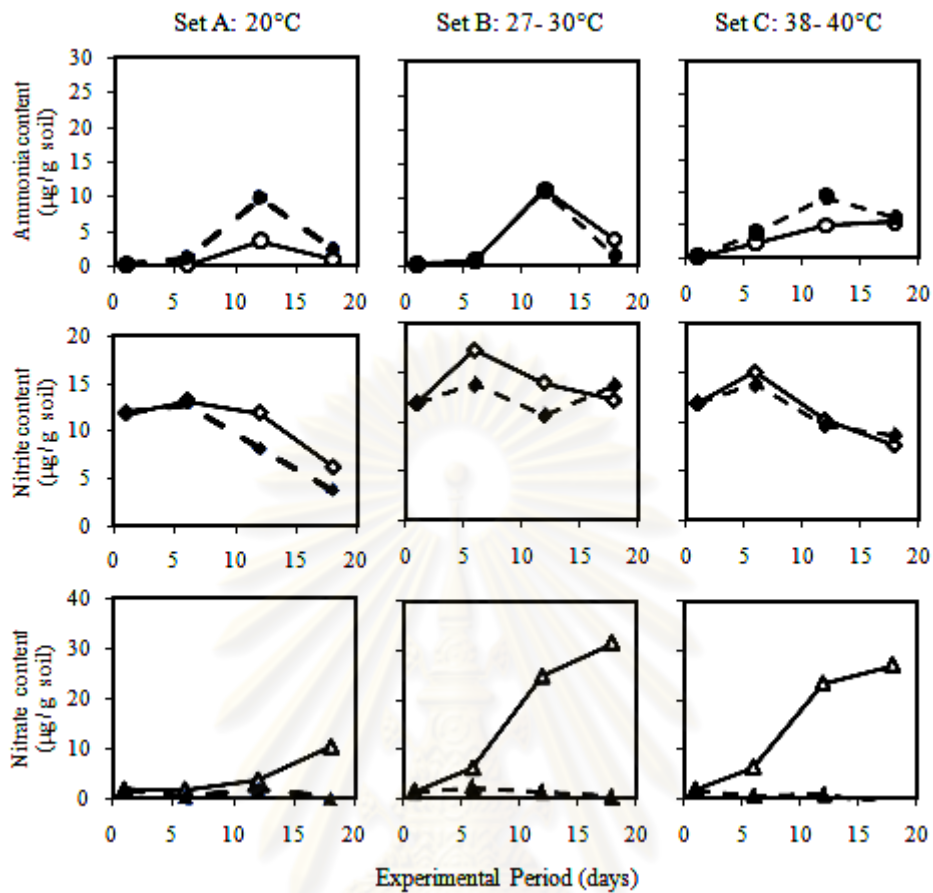 Set A: 20°C Set B: 27-30°C Set C: 38-40°C
Ammonia content
(µg/g soil)
30
25
20
15
10
5
0
0 5 10 15 20 0 5 10 15 20 0 5 10 15 20
Nitrite content
(µg/g soil)
20
15
10
5
0
0 5 10 15 20 0 5 10 15 20 0 5 10 15 20
Nitrate content
(µg/g soil)
40
30
20
10
0
0 5 10 15 20 0 5 10 15 20 0 5 10 15 20
Experimental Period (days)